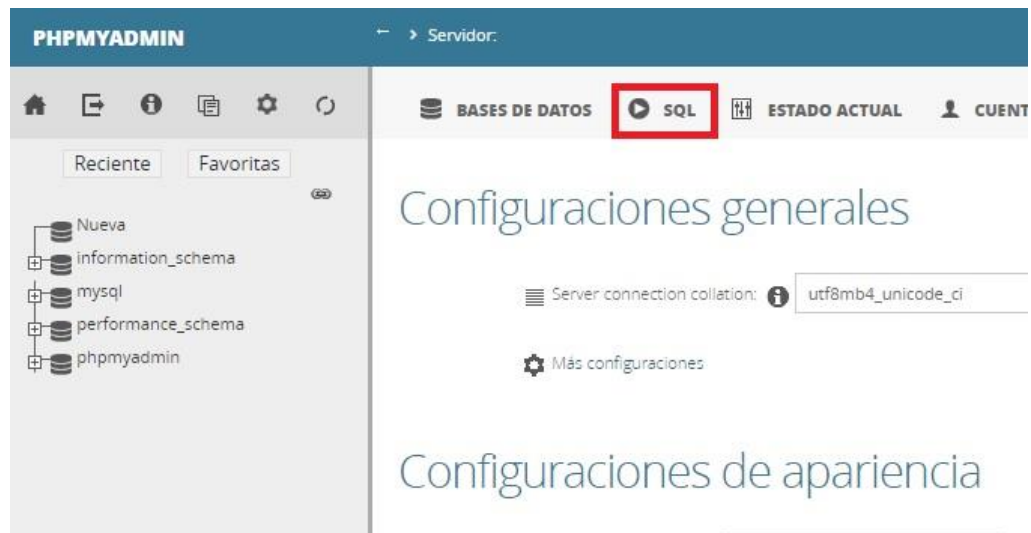 PHPMYADMIN
Servidor:
BASES DE DATOS SQL ESTADO ACTUAL CUENT
Reciente Favoritas
Nueva
information_schema
mysql
performance_schema
phpmyadmin
Configuraciones generales
Server connection collation: utf8mb4_unicode_ci
Más configuraciones
Configuraciones de apariencia